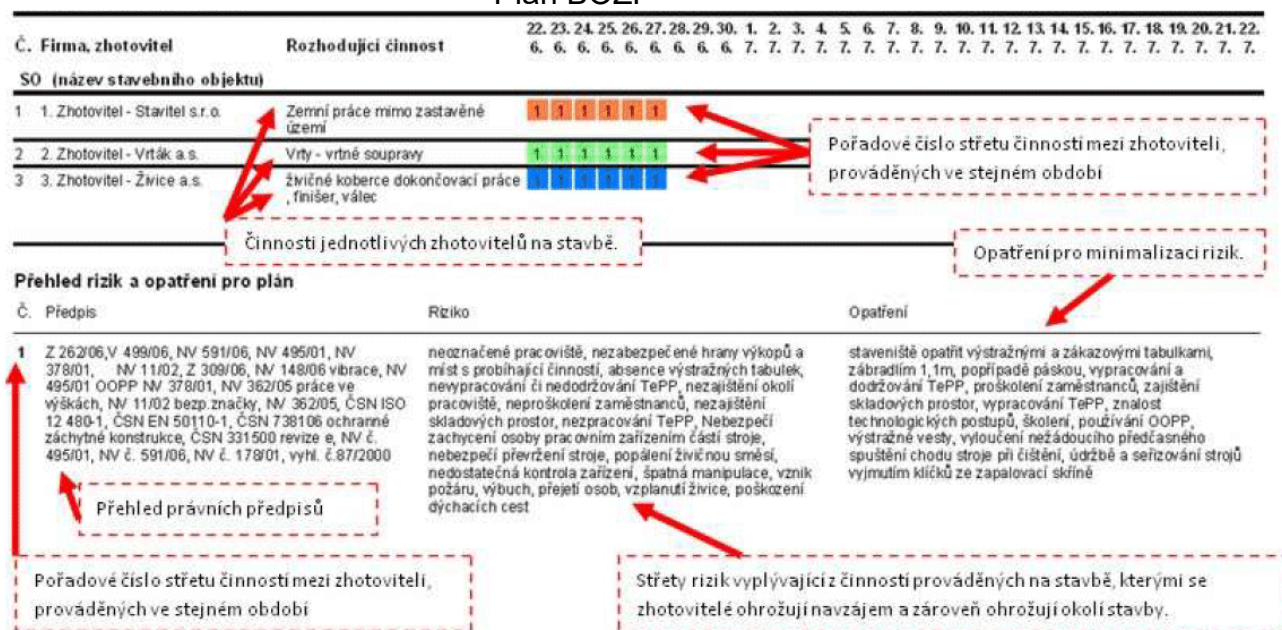 Plán BOZP
22. 23. 24. 25. 26. 27. 28. 29. 30. 1. 2. 3. 4. 5. 6. 7. 8. 9. 10. 11. 12. 13. 14. 15. 16. 17. 18. 19. 20. 21. 22.
Č. Firma, zhotovitel Rozhodující činnost 6. 6. 6. 6. 6. 6. 6. 6. 6. 7. 7. 7. 7. 7. 7. 7. 7. 7. 7. 7. 7. 7. 7. 7. 7. 7. 7. 7. 7. 7. 7.
SO (název stavebního objektu)
1 1. Zhotovitel - Stavitel s.r.o. Zemní práce mimo zastavěné 1 1 1 1 1 1
území
2 2. Zhotovitel - Vrták a.s. Vrty - vrtné soupravy 1 1 1 1 1 1
3 3. Zhotovitel - Živice a.s. živičné koberce dokončovací práce 1 1 1 1 1 1
, finišer, válec
Pořadové číslo střetu činností mezi zhotoviteli,
prováděných ve stejném období
Činnosti jednotlivých zhotovitelů na stavbě.
Opatření pro minimalizaci rizik.
Přehled rizik a opatření pro plán
Č. Předpis Riziko Opatření
1 Z 262/06,V 499/06, NV 591/06, NV 495/01, NV
378/01, NV 11/02, Z 309/06, NV 148/06 vibrace, NV
495/01 OOPP NV 378/01, NV 362/05 práce ve
výškách, NV 11/02 bezp.značky, NV 362/05, ČSN ISO
12 480-1, ČSN EN 50110-1, ČSN 738106 ochranné
záchytné konstrukce, ČSN 331500 revize e, NV č.
495/01, NV č. 591/06, NV č. 178/01, vyhl. č.87/2000
neoznačené pracoviště, nezabezpečené hrany výkopů a
míst s probíhající činností, absence výstražných tabulek,
nevypracování či nedodržování TePP, nezajištění okolí
pracoviště, neproškolení zaměstnanců, nezajištění
skladových prostor, nezpracování TePP, Nebezpečí
zachycení osoby pracovním zařízením částí stroje,
nebezpečí převržení stroje, popálení živičnou směsí,
nedostatečná kontrola zařízení, špatná manipulace, vznik
požáru, výbuch, přejetí osob, vzplanutí živice, poškození
dýchacích cest
staveniště opatřit výstražnými a zákazovými tabulkami,
zábradlím 1,1m, popřípadě páskou, vypracování a
dodržování TePP, proškolení zaměstnanců, zajištění
skladových prostor, vypracování TePP, znalost
technologických postupů, školení, používání OOPP,
výstražné vesty, vyloučení nežádoucího předčasného
spuštění chodu stroje při čištění, údržbě a seřizování strojů
vyjmutím klíčků ze zapalovací skříně
Přehled právních předpisů
Pořadové číslo střetu činností mezi zhotoviteli,
prováděných ve stejném období
Střety rizik vyplývající z činností prováděných na stavbě, kterými se
zhotovitelé ohrožují navzájem a zároveň ohrožují okolí stavby.